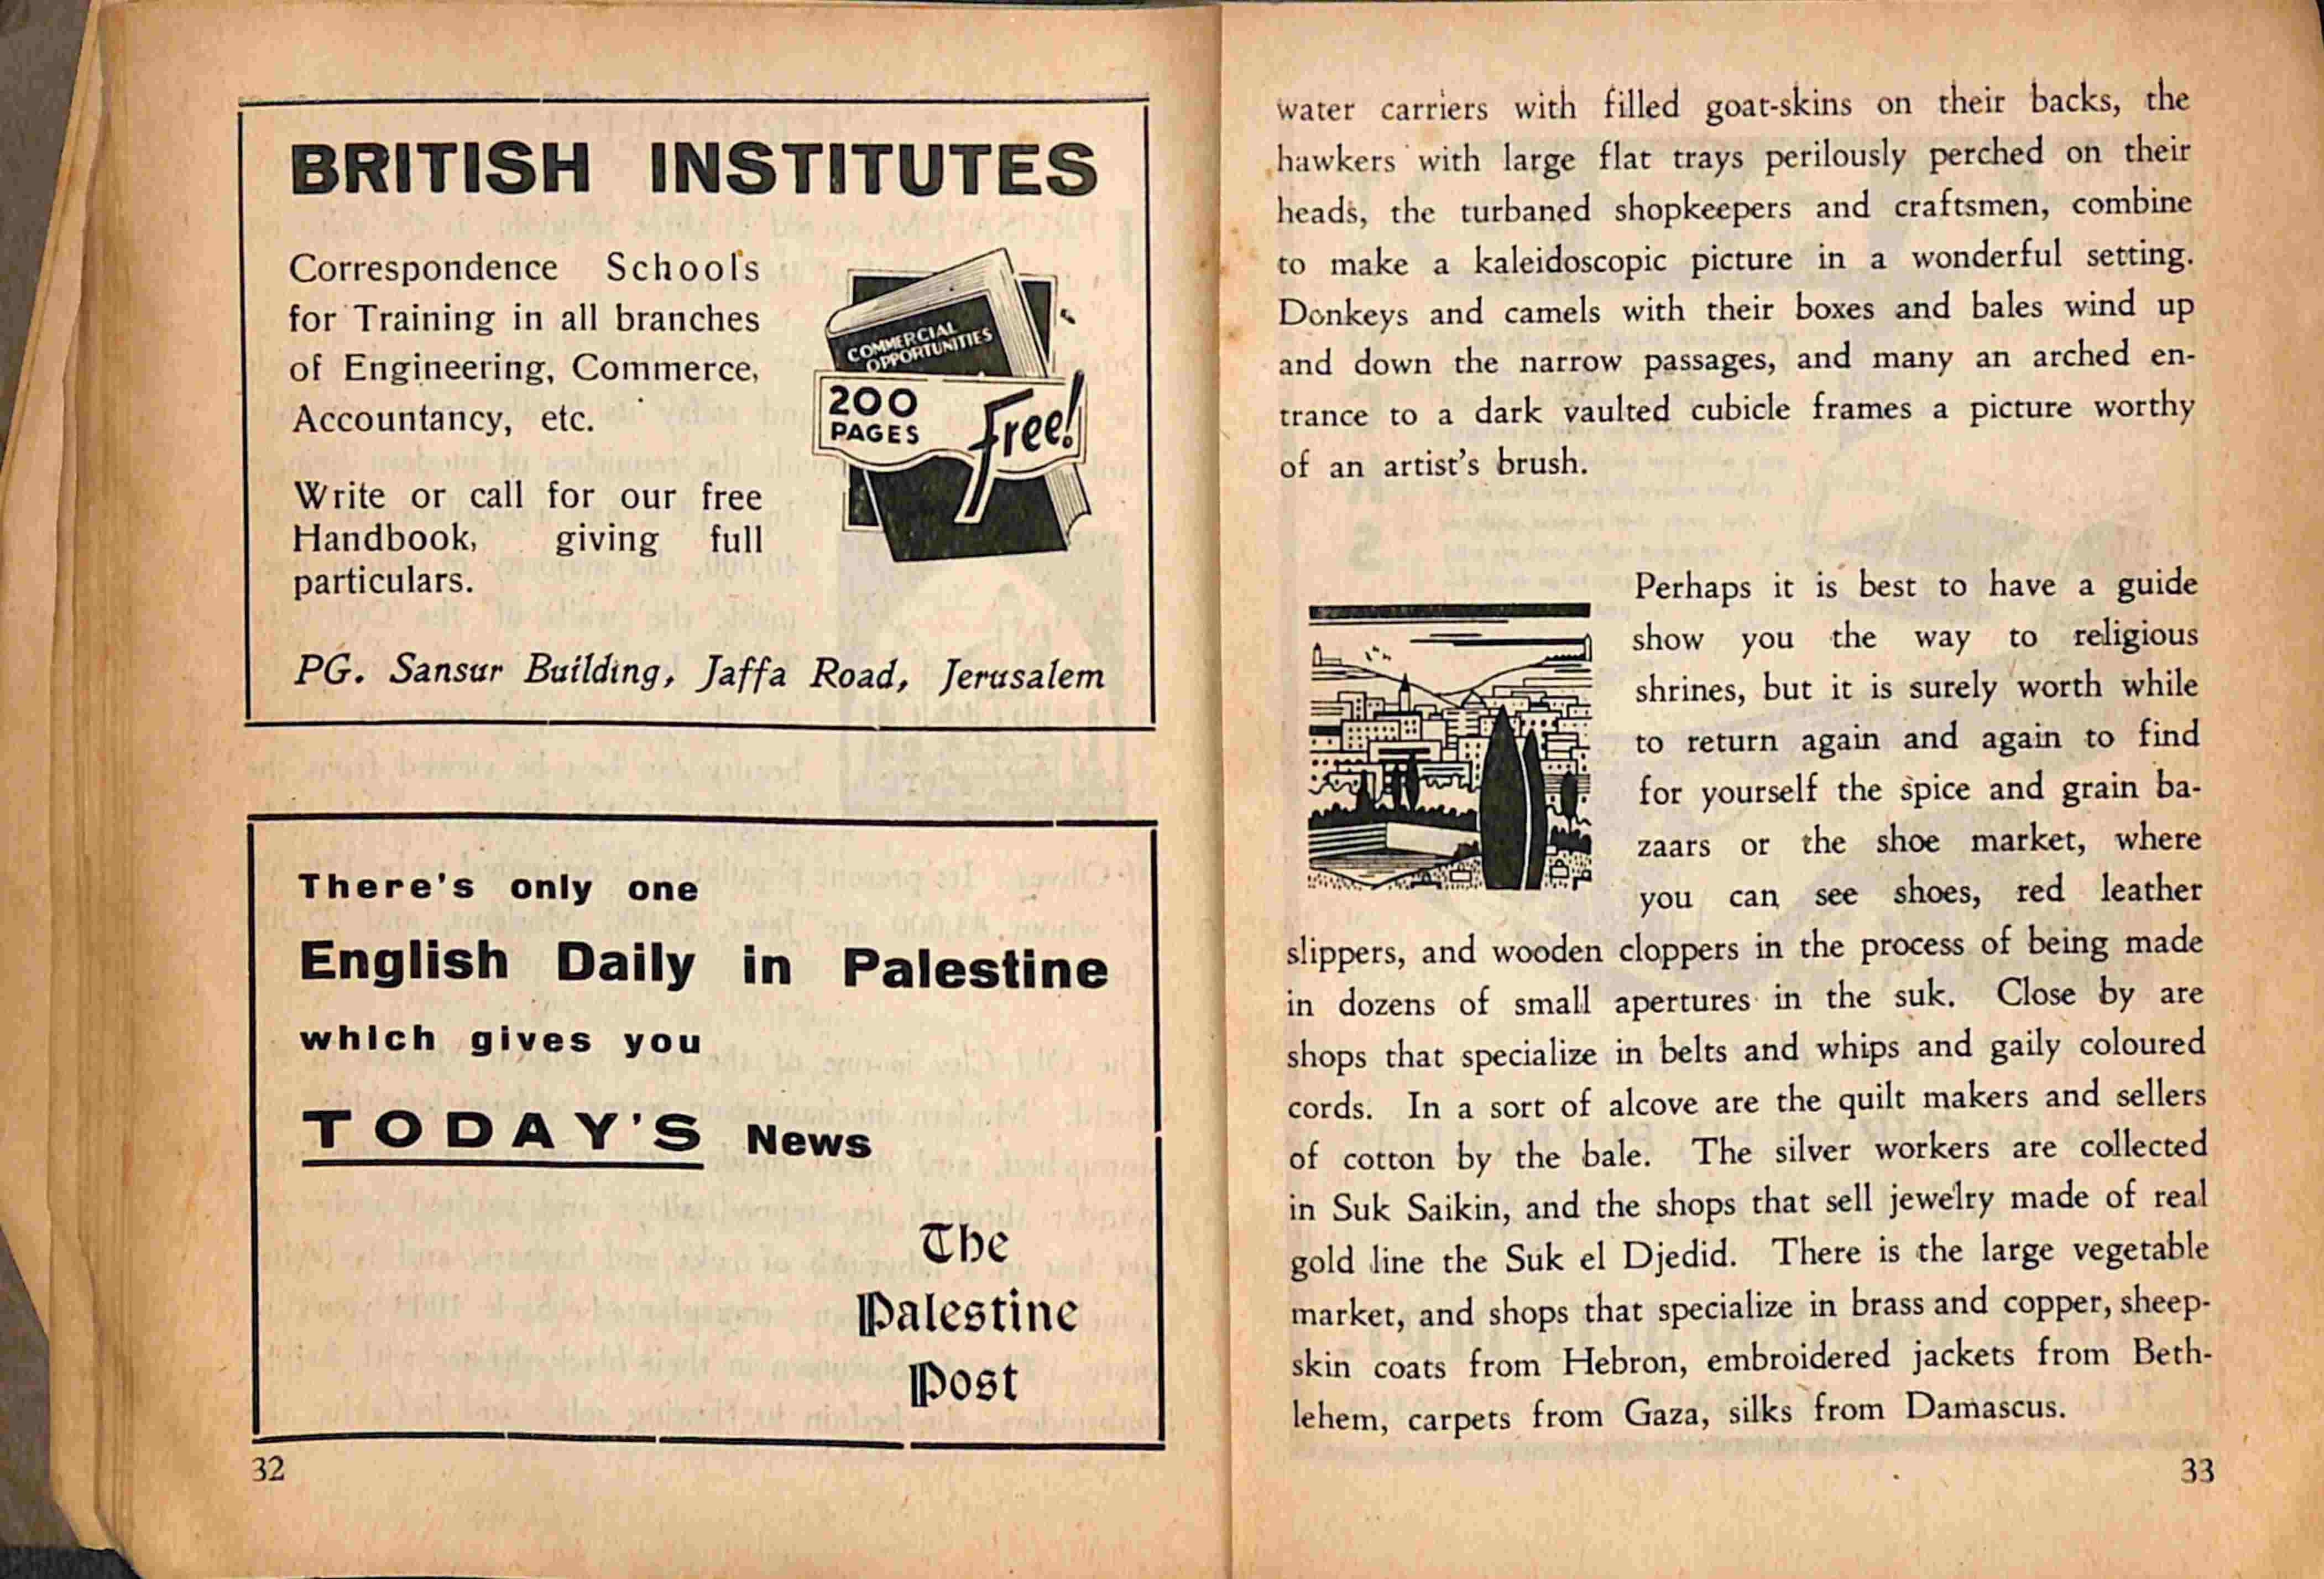 BRITISH INSTITUTES
Correspondence Schools
for Training in all branches
of Engineering, Commerce,
Accountancy, etc.
COMMERCIAL
OPPORTUNITIES
200
PAGES
Free!
Write or call for our free
Handbook, giving full
particulars.
PG. Sansur Building, Jaffa Road, Jerusalem
There's only one
English Daily in Palestine
which gives you
TODAY'S News
The
Palestine
Post
32
water carriers with filled goat-skins on their backs, the
hawkers with large flat trays perilously perched on their
heads, the turbaned shopkeepers and craftsmen, combine
to make a kaleidoscopic picture in a wonderful setting.
Donkeys and camels with their boxes and bales wind up
and down the narrow passages, and many an arched en-
trance to a dark vaulted cubicle frames a picture worthy
of an artist's brush.
Perhaps it is best to have a guide
show you the way to religious
shrines, but it is surely worth while
to return again and again to find
for yourself the spice and grain ba-
zaars or the shoe market, where
you can see shoes, red leather
slippers, and wooden cloppers in the process of being made
in dozens of small apertures in the suk. Close by are
shops that specialize in belts and whips and gaily coloured
cords. In a sort of alcove are the quilt makers and sellers
of cotton by the bale. The silver workers are collected
in Suk Saikin, and the shops that sell jewelry made of real
gold line the Suk el Djedid. There is the large vegetable
market, and shops that specialize in brass and copper, sheep-
skin coats from Hebron, embroidered jackets from Beth-
lehem, carpets from Gaza, silks from Damascus.
33